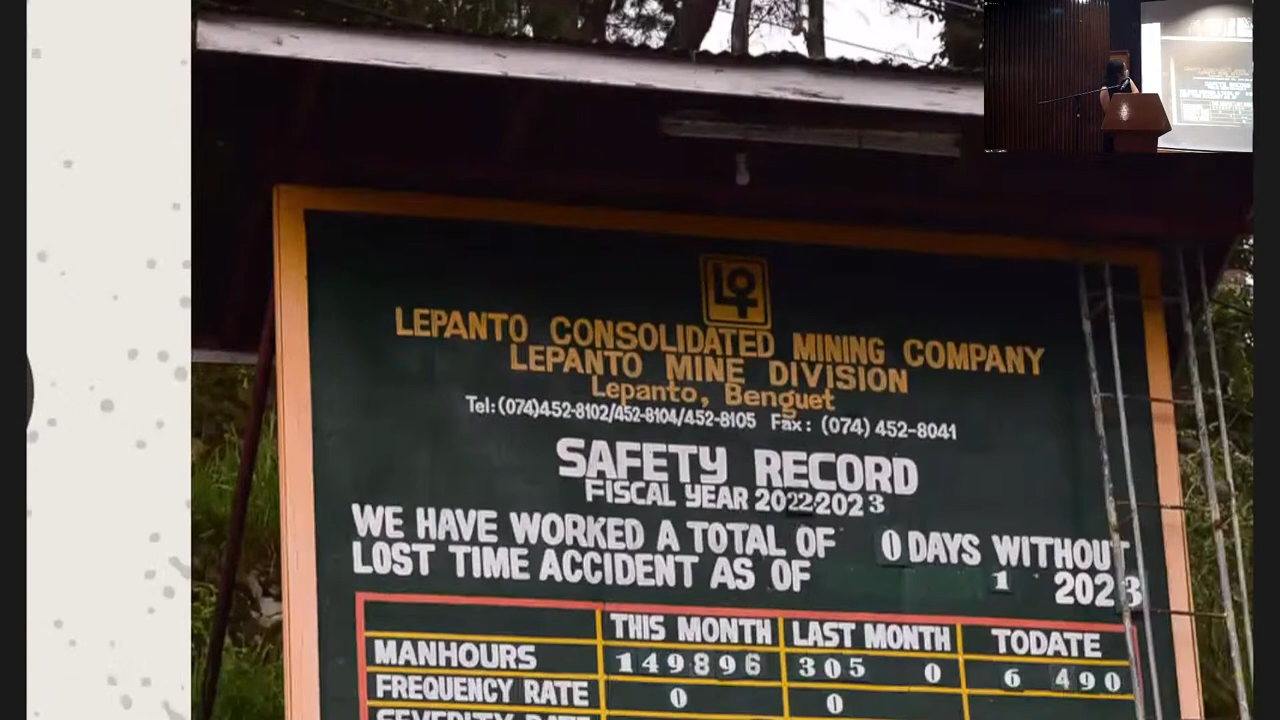 LEPANTO CONSOLIDATED MINING COMPANY
LEPANTO MINE DIVISION
Lepanto, Benguet
Tel: (074)452-8102/452-8104/452-8105 Fax: (074) 452-8041
SAFETY RECORD
FISCAL YEAR 2022-2023
WE HAVE WORKED A TOTAL OF 0 DAYS WITHOUT
LOST TIME ACCIDENT AS OF 1 2023
THIS MONTH LAST MONTH TODATE
MANHOURS 149896 305 0 6 490
FREQUENCY RATE 0 0